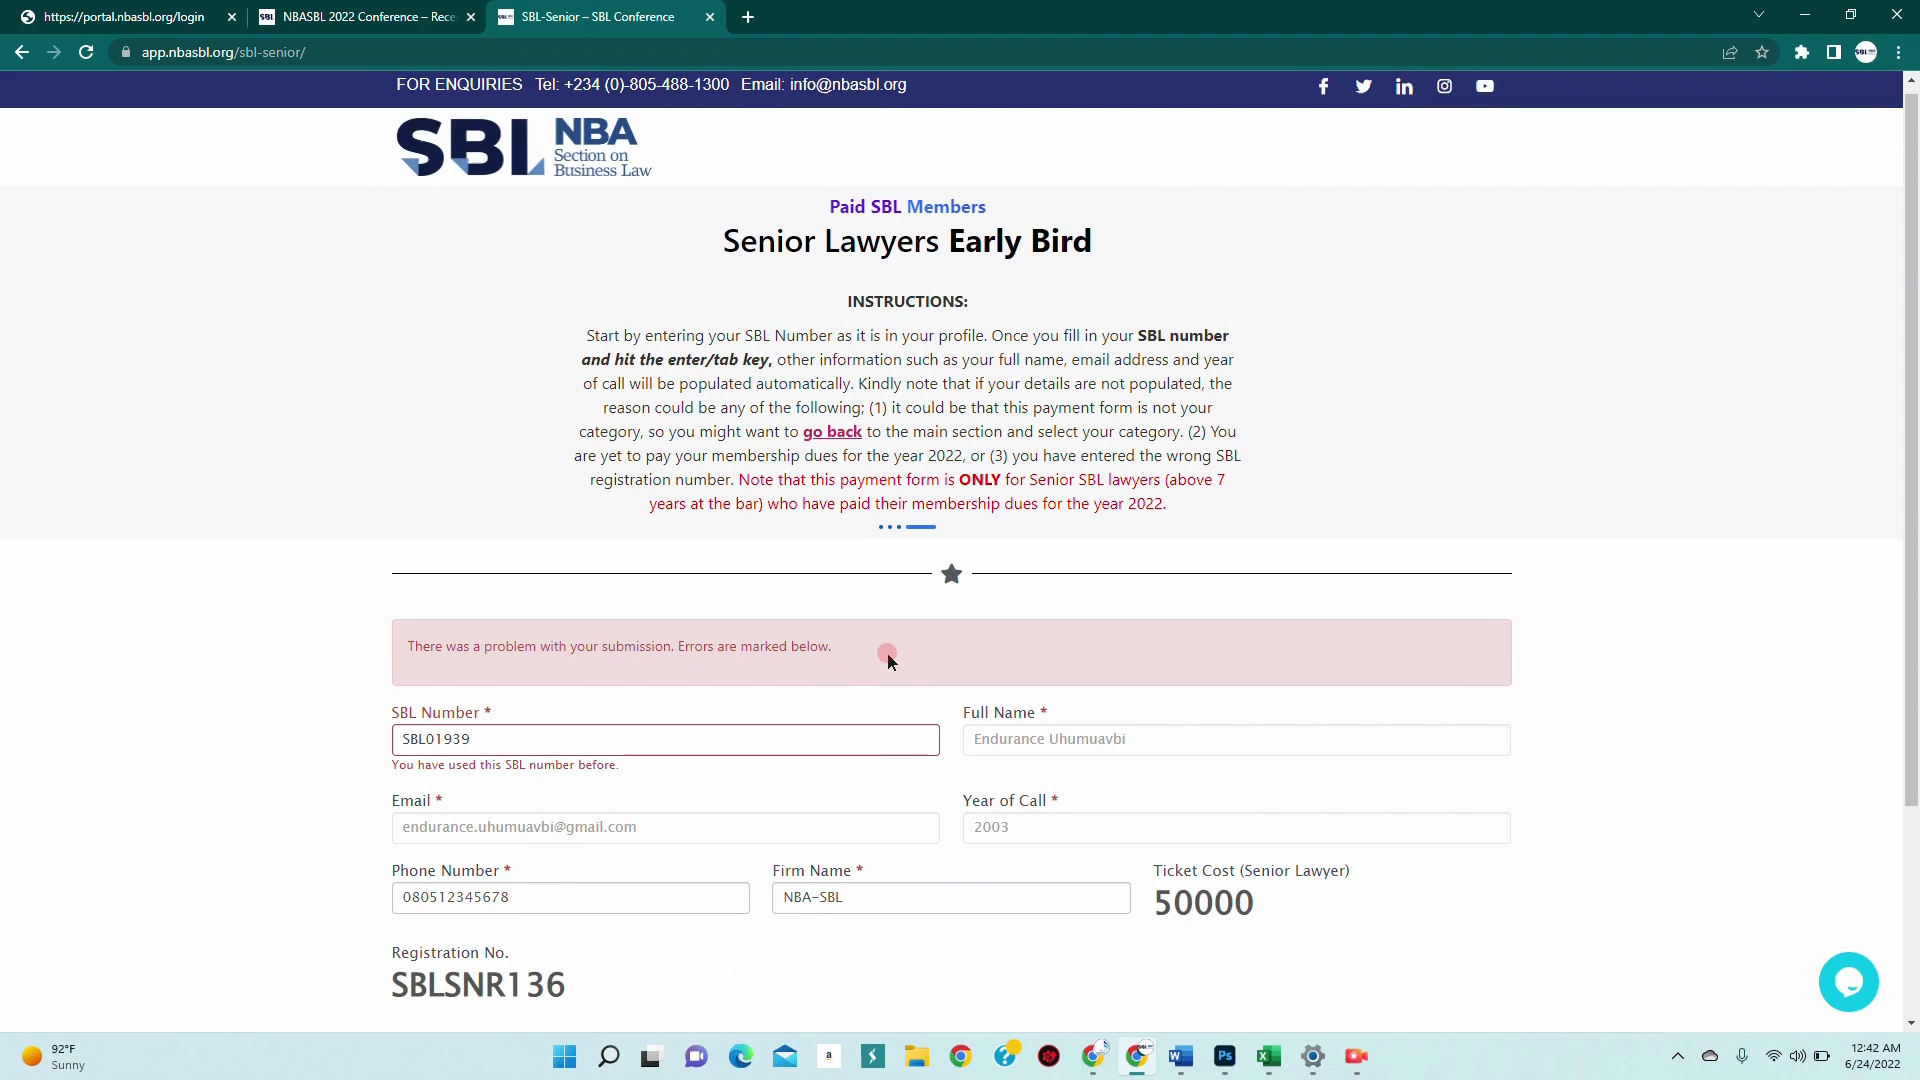 https://portal.nbasbl.org/login
SBL NBASBL 2022 Conference – Rece
SBL-Senior – SBL Conference
app.nbasbl.org/sbl-senior/
FOR ENQUIRIES Tel: +234 (0)-805-488-1300 Email: info@nbasbl.org
SBL NBA
Section on
Business Law
Paid SBL Members
Senior Lawyers Early Bird
INSTRUCTIONS:
Start by entering your SBL Number as it is in your profile. Once you fill in your SBL number
and hit the enter/tab key, other information such as your full name, email address and year
of call will be populated automatically. Kindly note that if your details are not populated, the
reason could be any of the following; (1) it could be that this payment form is not your
category, so you might want to go back to the main section and select your category. (2) You
are yet to pay your membership dues for the year 2022, or (3) you have entered the wrong SBL
registration number. Note that this payment form is ONLY for Senior SBL lawyers (above 7
years at the bar) who have paid their membership dues for the year 2022.
There was a problem with your submission. Errors are marked below.
SBL Number * Full Name *
SBL01939 Endurance Uhumuavbi
You have used this SBL number before.
Email * Year of Call *
endurance.uhumuavbi@gmail.com 2003
Phone Number * Firm Name * Ticket Cost (Senior Lawyer)
080512345678 NBA-SBL 50000
Registration No.
SBLSNR136
92°F
Sunny
12:42 AM
6/24/2022